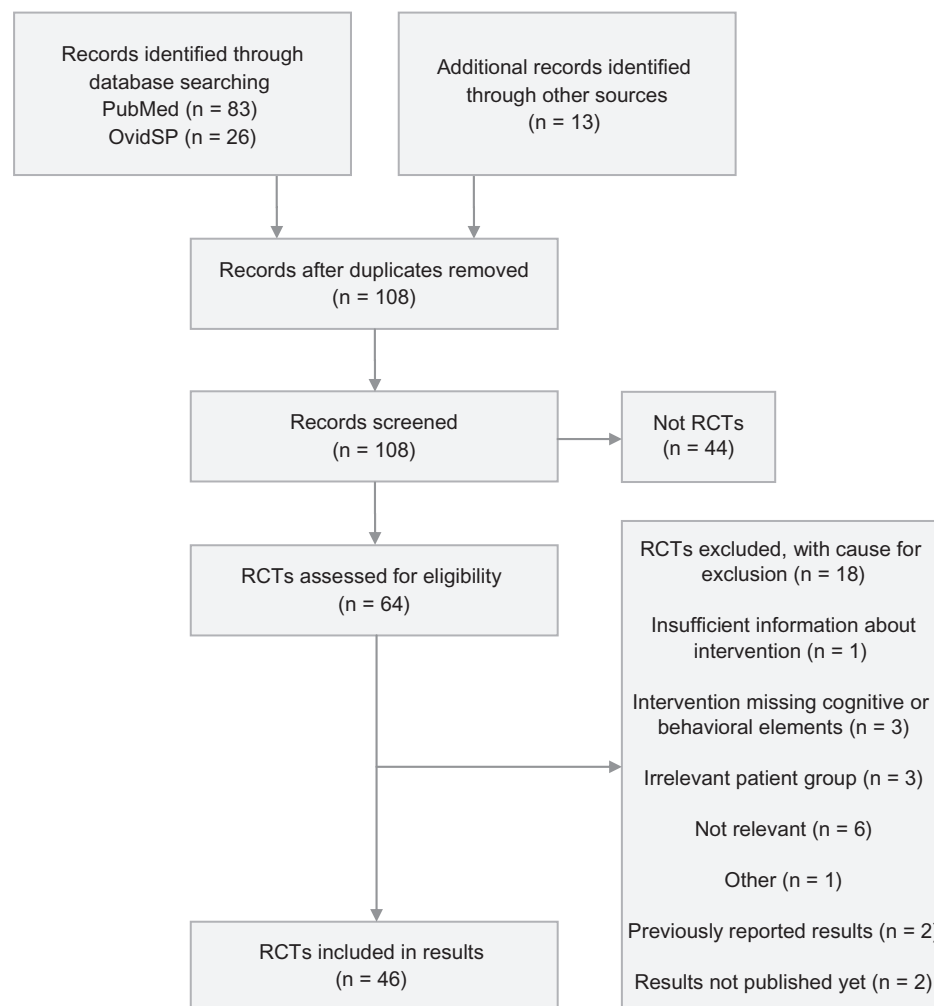 Records identified through
database searching
PubMed (n = 83)
OvidSP (n = 26)
Additional records identified
through other sources
(n = 13)
Records after duplicates removed
(n = 108)
Records screened
(n = 108)
Not RCTs
(n = 44)
RCTs assessed for eligibility
(n = 64)
RCTs excluded, with cause for
exclusion (n = 18)
Insufficient information about
intervention (n = 1)
Intervention missing cognitive or
behavioral elements (n = 3)
Irrelevant patient group (n = 3)
Not relevant (n = 6)
Other (n = 1)
Previously reported results (n = 2)
Results not published yet (n = 2)
RCTs included in results
(n = 46)